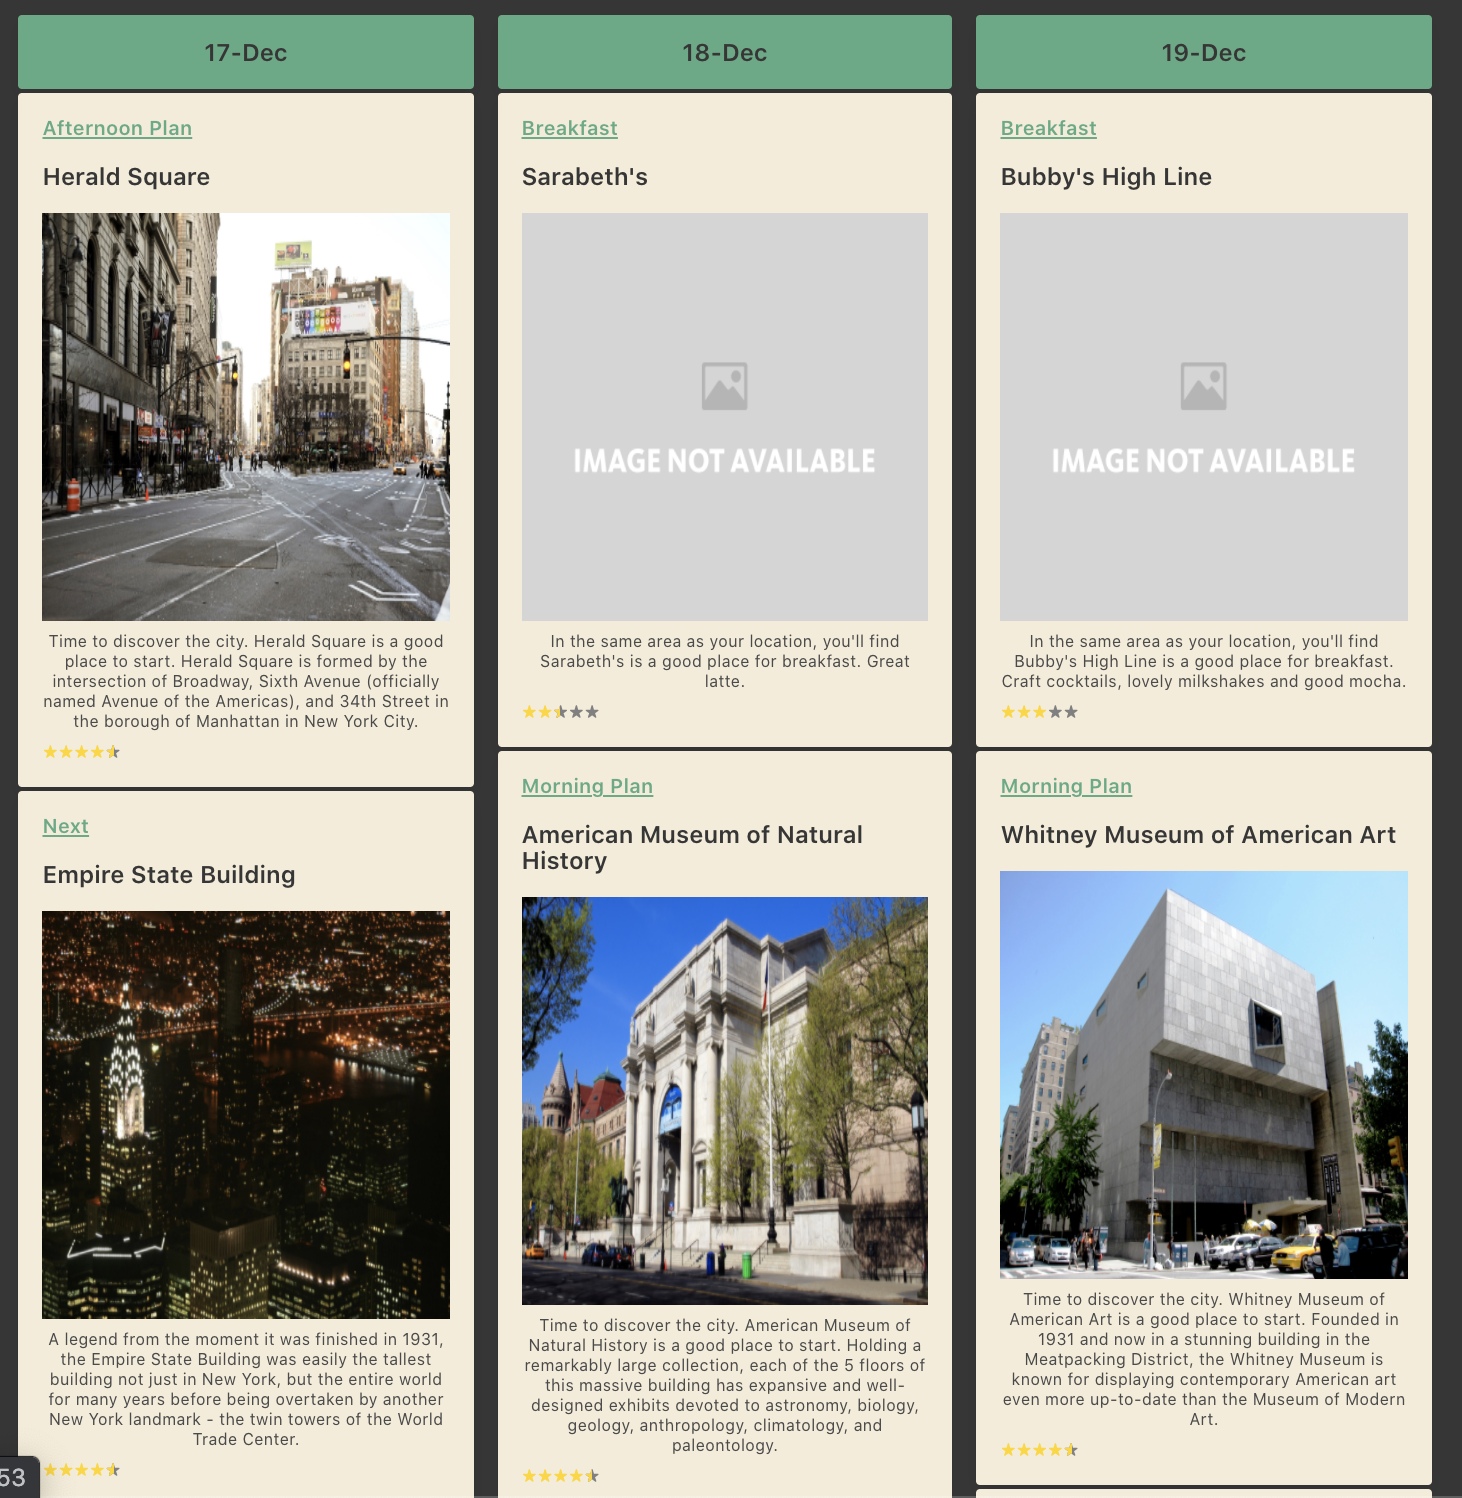 17-Dec
Afternoon Plan
Herald Square
Time to discover the city. Herald Square is a good
place to start. Herald Square is formed by the
intersection of Broadway, Sixth Avenue (officially
named Avenue of the Americas), and 34th Street in
the borough of Manhattan in New York City.
Next
Empire State Building
A legend from the moment it was finished in 1931,
the Empire State Building was easily the tallest
building not just in New York, but the entire world
for many years before being overtaken by another
New York landmark - the twin towers of the World
Trade Center.
53
18-Dec
Breakfast
Sarabeth's
IMAGE NOT AVAILABLE
In the same area as your location, you'll find
Sarabeth's is a good place for breakfast. Great
latte.
Morning Plan
American Museum of Natural
History
Time to discover the city. American Museum of
Natural History is a good place to start. Holding a
remarkably large collection, each of the 5 floors of
this massive building has expansive and well-
designed exhibits devoted to astronomy, biology,
geology, anthropology, climatology, and
paleontology.
19-Dec
Breakfast
Bubby's High Line
IMAGE NOT AVAILABLE
In the same area as your location, you'll find
Bubby's High Line is a good place for breakfast.
Craft cocktails, lovely milkshakes and good mocha.
Morning Plan
Whitney Museum of American Art
Time to discover the city. Whitney Museum of
American Art is a good place to start. Founded in
1931 and now in a stunning building in the
Meatpacking District, the Whitney Museum is
known for displaying contemporary American art
even more up-to-date than the Museum of Modern
Art.